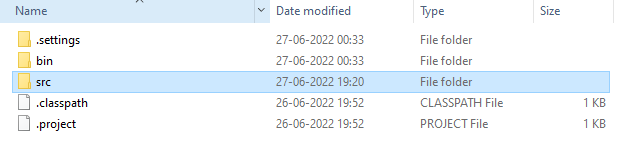 Name Date modified Type Size
.settings 27-06-2022 00:33 File folder
bin 27-06-2022 00:33 File folder
src 27-06-2022 19:20 File folder
.classpath 26-06-2022 19:52 CLASSPATH File 1 KB
.project 26-06-2022 19:52 PROJECT File 1 KB